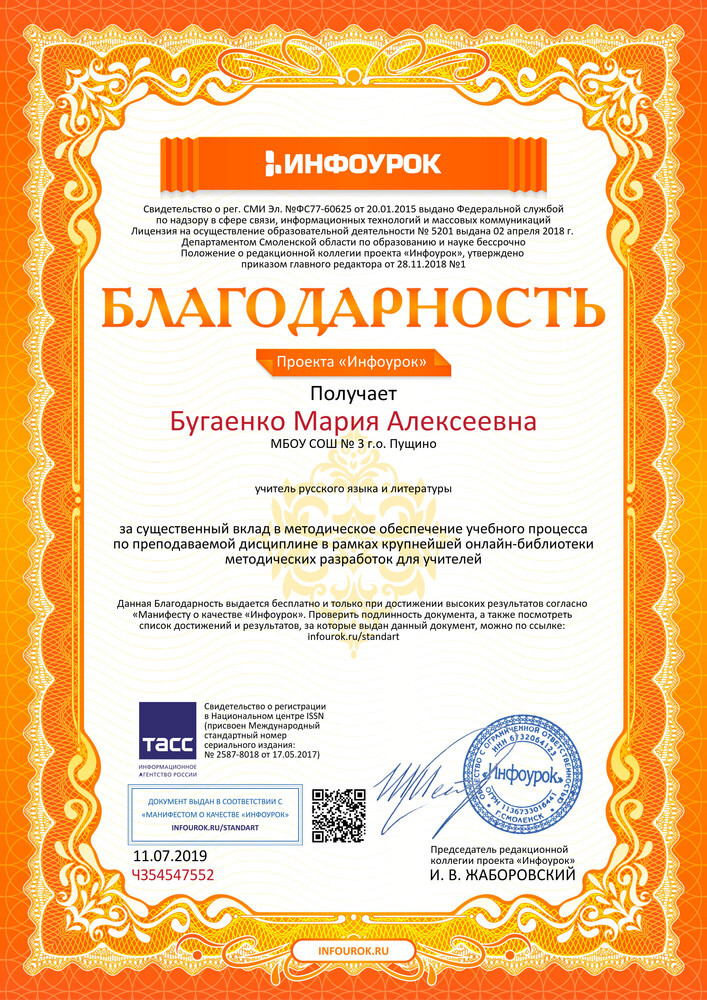 ИНФОУРОК
Свидетельство о рег. СМИ Эл. №ФС77-60625 от 20.01.2015 выдано Федеральной службой
по надзору в сфере связи, информационных технологий и массовых коммуникаций
Лицензия на осуществление образовательной деятельности № 5201 выдана 02 апреля 2018 г.
Департаментом Смоленской области по образованию и науке бессрочно
Положение о редакционной коллегии проекта «Инфоурок», утверждено
приказом главного редактора от 28.11.2018 №1
БЛАГОДАРНОСТЬ
Проекта «Инфоурок»
Получает
Бугаенко Мария Алексеевна
МБОУ СОШ № 3 г.о. Пущино
учитель русского языка и литературы
за существенный вклад в методическое обеспечение учебного процесса
по преподаваемой дисциплине в рамках крупнейшей онлайн-библиотеки
методических разработок для учителей
Данная Благодарность выдается бесплатно и только при достижении высоких результатов согласно
«Манифесту о качестве «Инфоурок». Проверить подлинность документа, а также посмотреть
список достижений и результатов, за которые выдан данный документ, можно по ссылке:
infourok.ru/standart
ТАСС
ИНФОРМАЦИОННОЕ
АГЕНТСТВО РОССИИ
Свидетельство о регистрации
в Национальном центре ISSN
(присвоен Международный
стандартный номер
сериального издания:
№ 2587-8018 от 17.05.2017)
ДОКУМЕНТ ВЫДАН В СООТВЕТСТВИИ С
«МАНИФЕСТОМ О КАЧЕСТВЕ «ИНФОУРОК»
INFOUROK.RU/STANDART
ОБЩЕСТВО С ОГРАНИЧЕННОЙ ОТВЕТСТВЕННОСТЬЮ
ИНН 6732064123
«Инфоурок»
ОГРН 1136733016441
Г.СМОЛЕНСК
11.07.2019
Ч354547552
Председатель редакционной
коллегии проекта «Инфоурок»
И. В. ЖАБОРОВСКИЙ
INFOUROK.RU